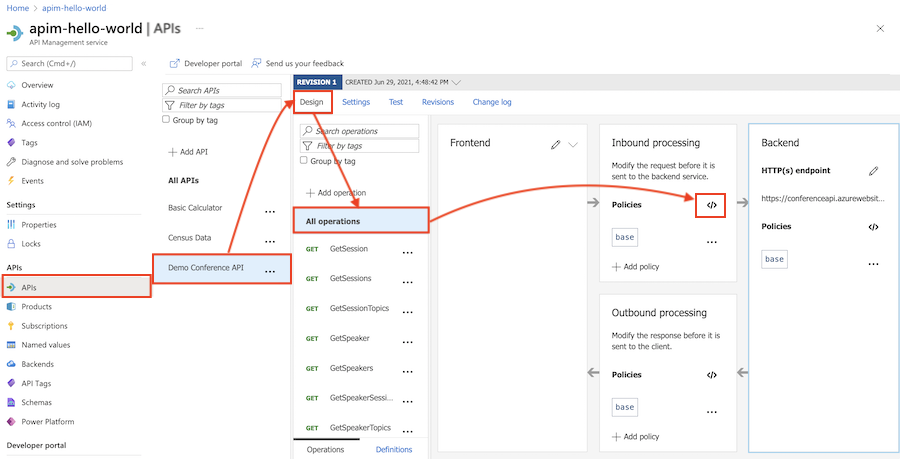 Home > apim-hello-world
apim-hello-world | APIs ...
API Management service
Search (Cmd+/)
«
Overview
Activity log
Access control (IAM)
Tags
Diagnose and solve problems
Events
Settings
Properties
Locks
APIs
APIs
Products
Subscriptions
Named values
Backends
API Tags
Schemas
Power Platform
Developer portal
Developer portal
Send us your feedback
Search APIs
Filter by tags
Group by tag
+ Add API
All APIs
Basic Calculator ...
Census Data ...
Demo Conference API ...
REVISION 1
CREATED Jun 29, 2021, 4:48:42 PM
Design
Settings
Test
Revisions
Change log
Search operations
Filter by tags
Group by tag
+ Add operation
All operations
GET GetSession ...
GET GetSessions ...
GET GetSessionTopics ...
GET GetSpeaker ...
GET GetSpeakers ...
GET GetSpeakerSessi... ...
GET GetSpeakerTopics ...
Operations
Definitions
Frontend
Inbound processing
Modify the request before it is
sent to the backend service.
Policies </>
base ...
+ Add policy
Outbound processing
Modify the response before it is
sent to the client.
Policies </>
base ...
+ Add policy
Backend
HTTP(s) endpoint
https://conferenceapi.azurewebsit...
Policies </>
base ...